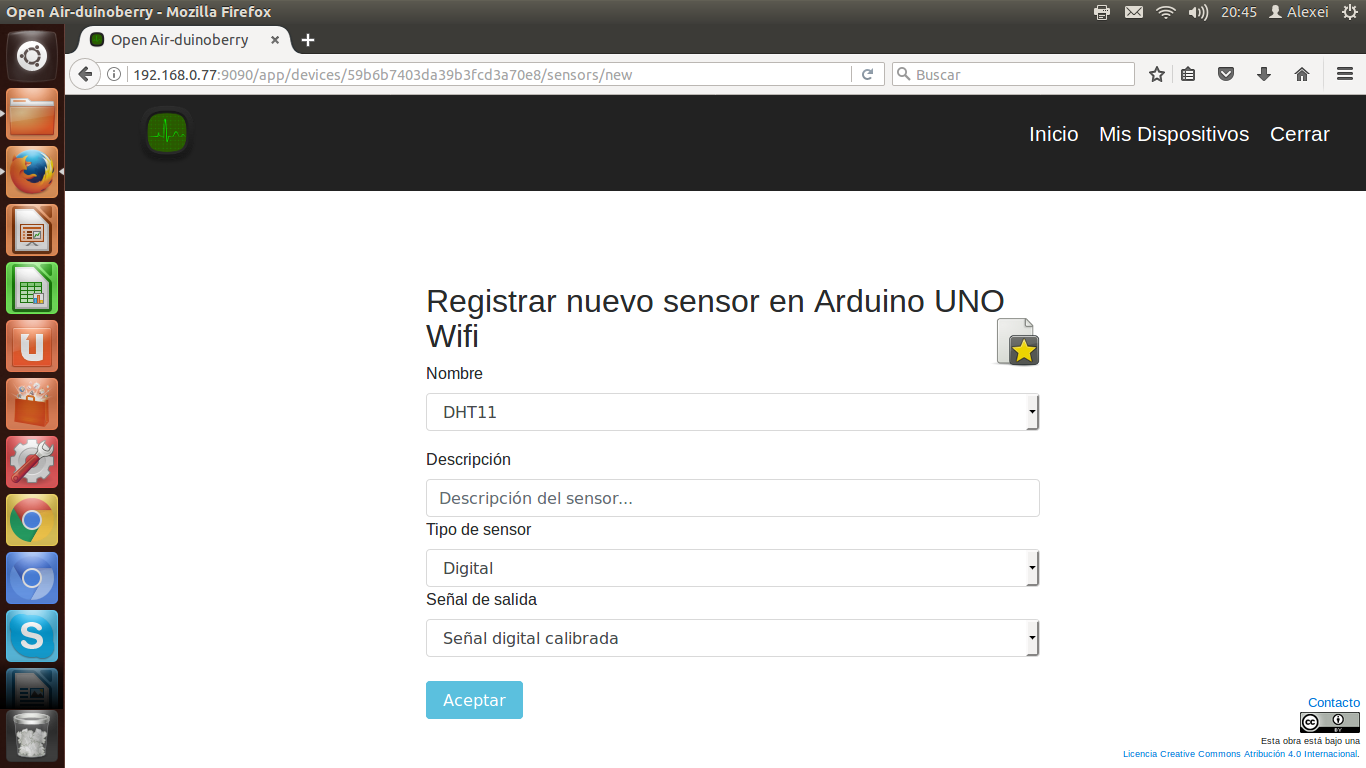 Open Air-duinoberry - Mozilla Firefox
20:45
Alexei
Open Air-duinoberry
192.168.0.77:9090/app/devices/59b6b7403da39b3fcd3a70e8/sensors/new
Buscar
Inicio
Mis Dispositivos
Cerrar
Registrar nuevo sensor en Arduino UNO
Wifi
Nombre
DHT11
Descripción
Descripción del sensor...
Tipo de sensor
Digital
Señal de salida
Señal digital calibrada
Aceptar
Contacto
cc
BY
Esta obra está bajo una
Licencia Creative Commons Atribución 4.0 Internacional.